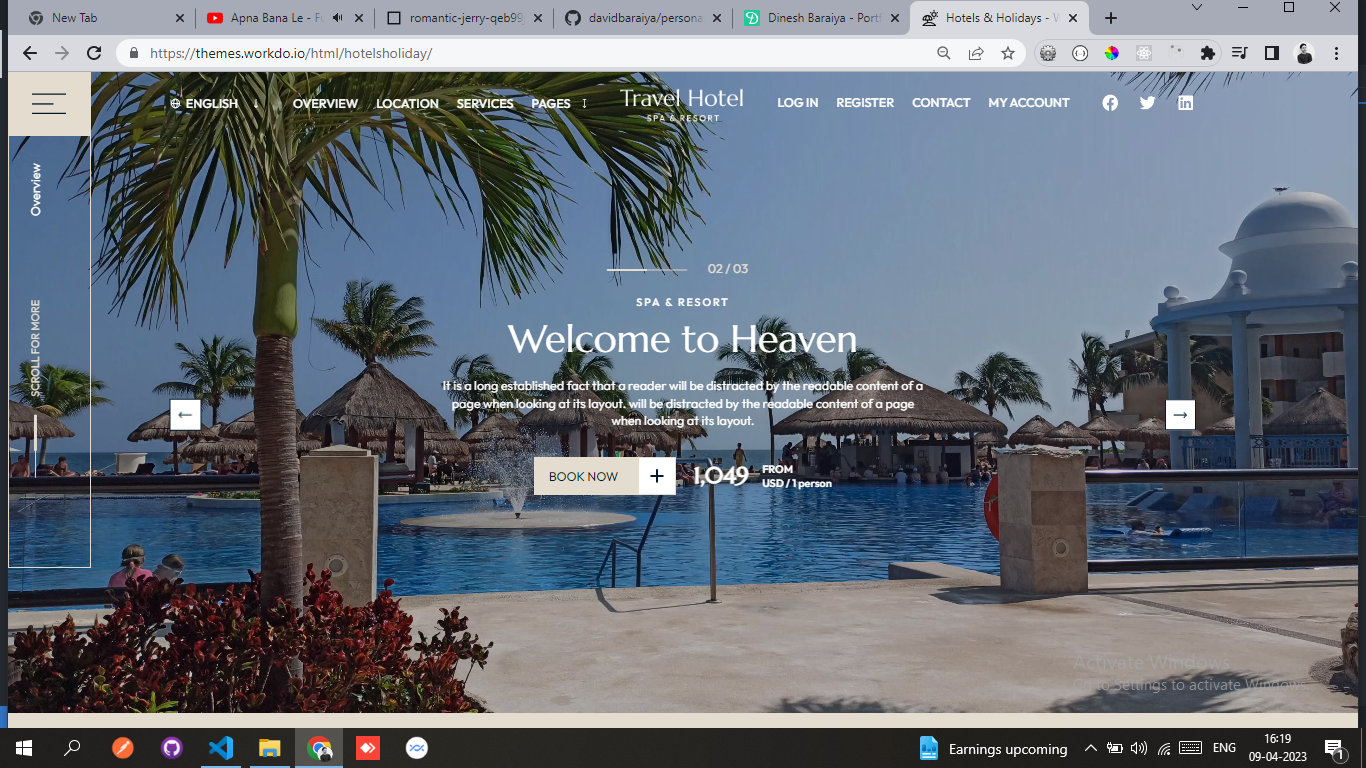 New Tab
Apna Bana Le - F
romantic-jerry-qeb99
davidbaraiya/persona
Dinesh Baraiya - Port
Hotels & Holidays - W
https://themes.workdo.io/html/hotelsholiday/
ENGLISH
OVERVIEW
LOCATION
SERVICES
PAGES
Travel Hotel
SPA & RESORT
LOG IN
REGISTER
CONTACT
MY ACCOUNT
Overview
SCROLL FOR MORE
02 / 03
SPA & RESORT
Welcome to Heaven
It is a long established fact that a reader will be distracted by the readable content of a
page when looking at its layout. will be distracted by the readable content of a page
when looking at its layout.
BOOK NOW
1,049
FROM
USD / 1 person
Activate Windows
Go to Settings to activate Windows.
Earnings upcoming
ENG
16:19
09-04-2023
1